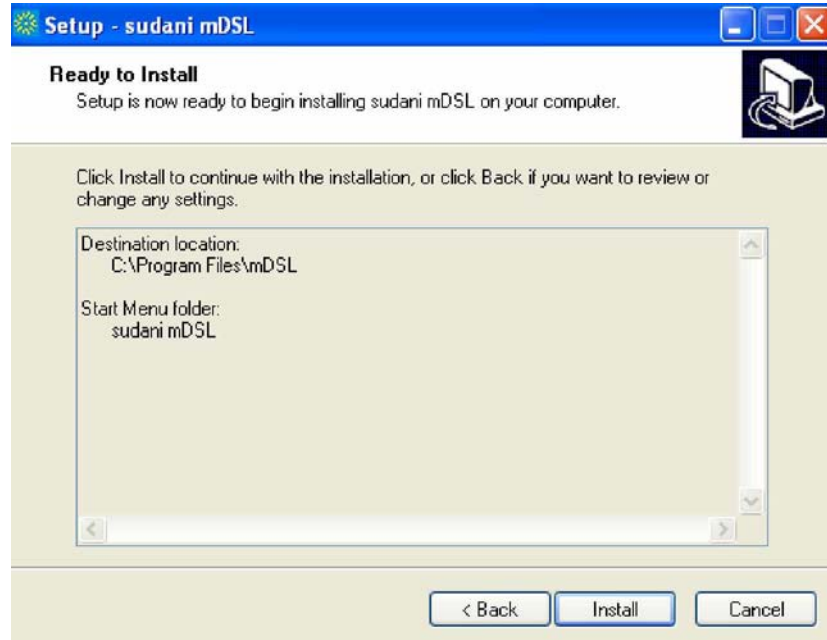 Setup - sudani mDSL
Ready to Install
Setup is now ready to begin installing sudani mDSL on your computer.
Click Install to continue with the installation, or click Back if you want to review or
change any settings.
Destination location:
C:\Program Files\mDSL
Start Menu folder:
sudani mDSL
< Back Install Cancel